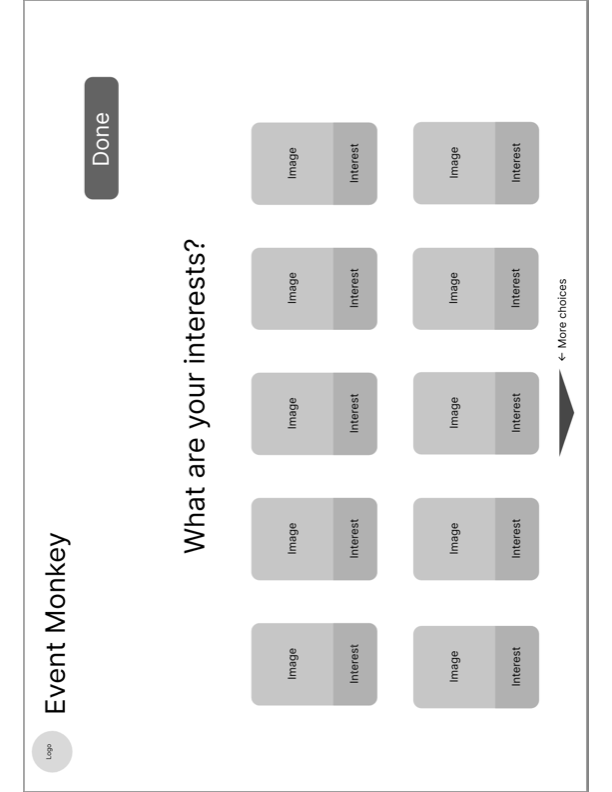 Logo
Event Monkey
Done
What are your interests?
Image
Interest
Image
Interest
Image
Interest
Image
Interest
Image
Interest
Image
Interest
Image
Interest
Image
Interest
Image
Interest
Image
Interest
← More choices